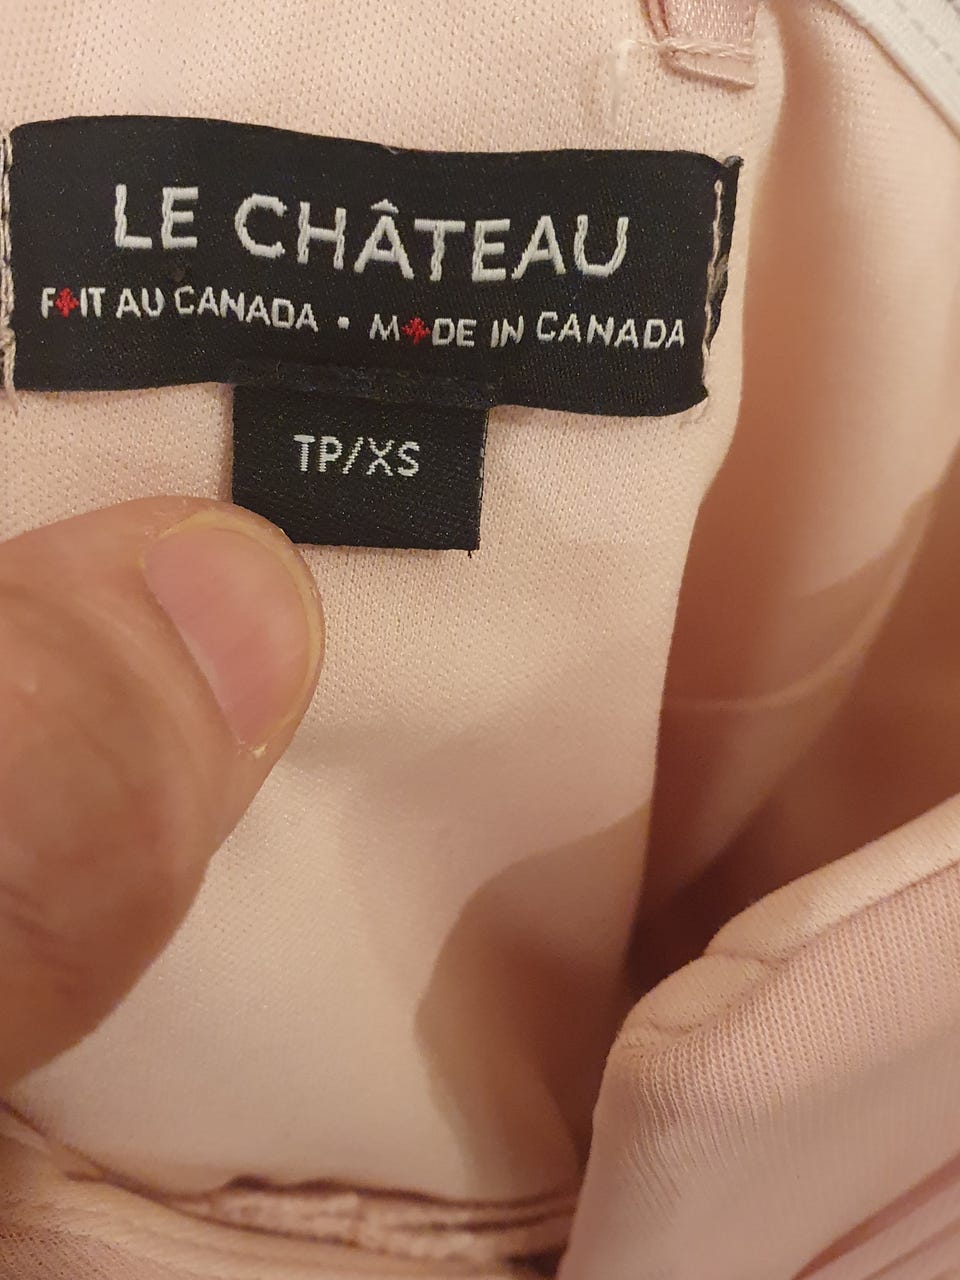 LE CHÂTEAU
FAIT AU CANADA • MADE IN CANADA
TP/XS